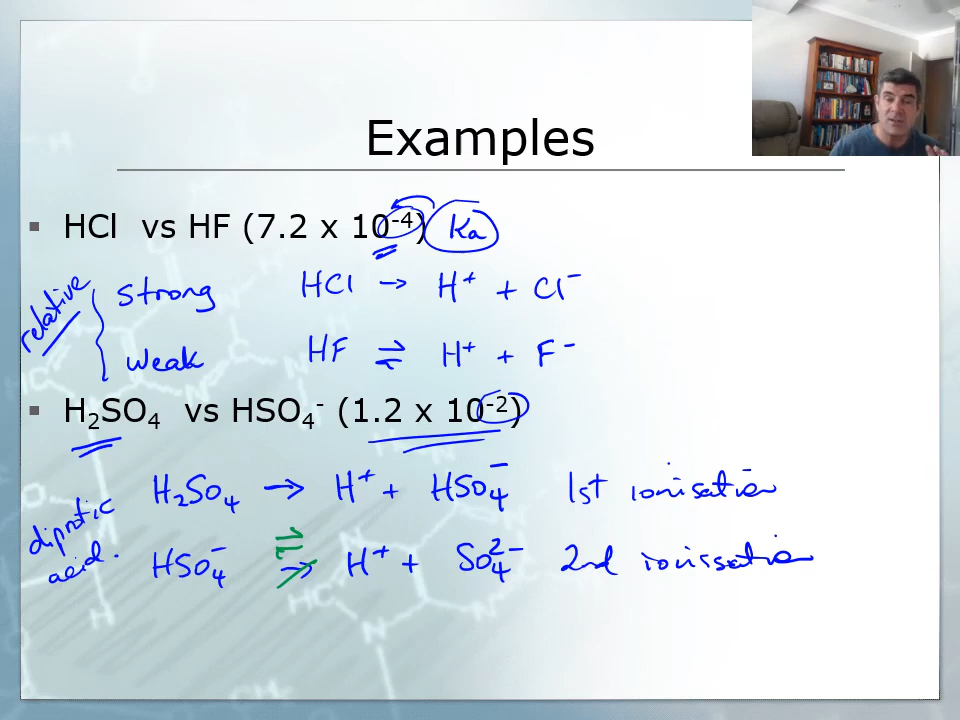 Examples
▪ HCl vs HF (7.2 x 10⁻⁴) Ka
relative
strong HCl → H⁺ + Cl⁻
weak HF ⇌ H⁺ + F⁻
▪ H₂SO₄ vs HSO₄⁻ (1.2 x 10⁻²)
diprotic acid.
H₂SO₄ → H⁺ + HSO₄⁻ 1st ionisation
HSO₄⁻ ⇌ → H⁺ + SO₄²⁻ 2nd ionissation